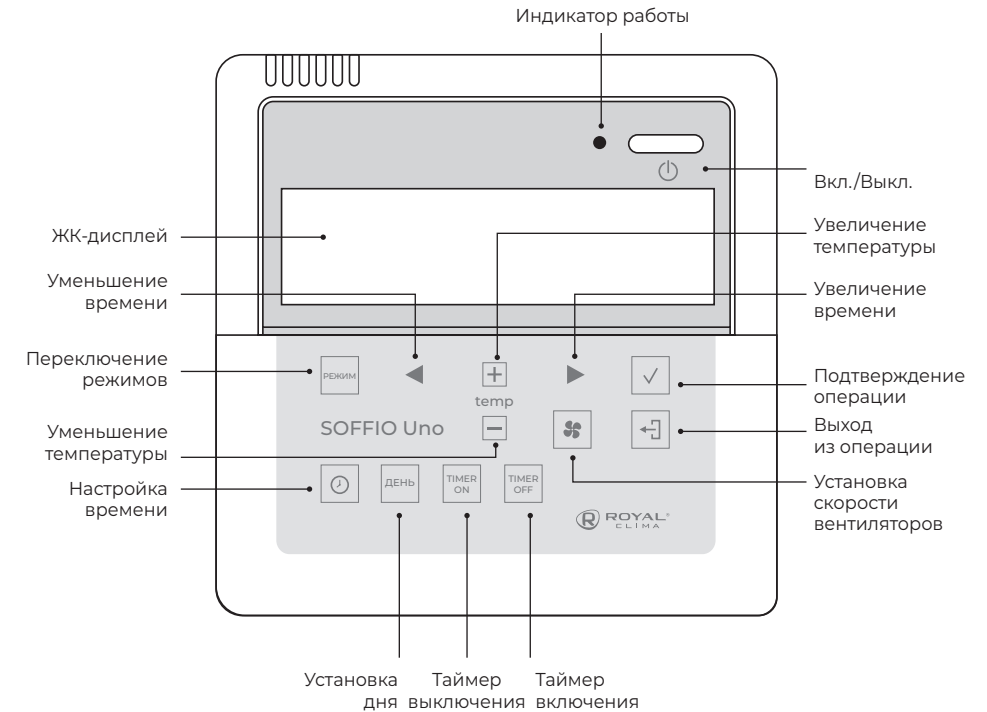 Индикатор работы
Вкл./Выкл.
ЖК-дисплей
Увеличение
температуры
Уменьшение
времени
Увеличение
времени
Переключение
режимов
РЕЖИМ
temp
Подтверждение
операции
SOFFIO Uno
Уменьшение
температуры
Выход
из операции
Настройка
времени
ДЕНЬ
TIMER
ON
TIMER
OFF
Установка
скорости
вентиляторов
ROYAL®
CLIMA
Установка
дня
Таймер
выключения
Таймер
включения